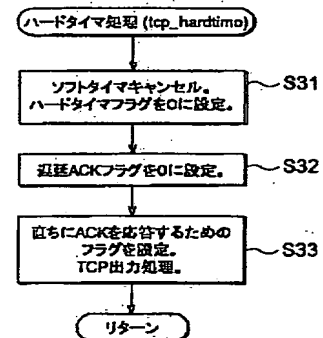 ハードタイマ処理 (tcp_hardtimo)
ソフトタイマキャンセル。
ハードタイマフラグを0に設定。
S31
遅延ACKフラグを0に設定。
S32
直ちにACKを応答するための
フラグを設定。
TCP出力処理。
S33
リターン